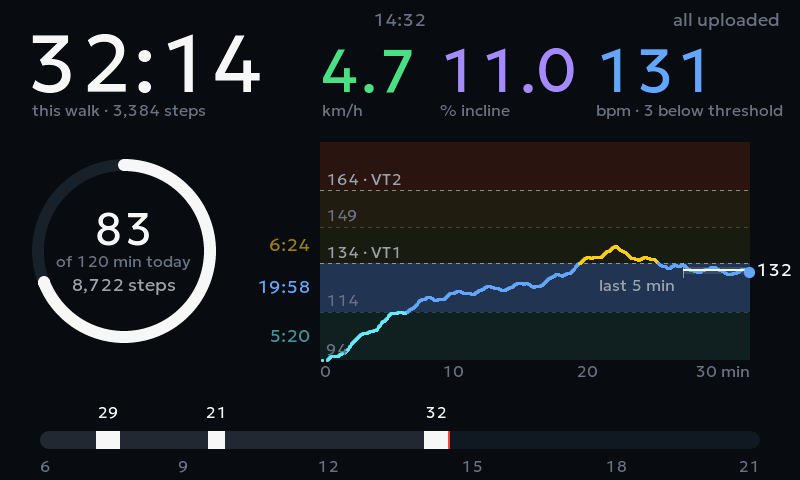 14:32
all uploaded
32:14
4.7
11.0
131
this walk · 3,384 steps
km/h
% incline
bpm · 3 below threshold
164 · VT2
149
134 · VT1
114
94
6:24
19:58
5:20
83
of 120 min today
8,722 steps
last 5 min
132
0
10
20
30 min
29
21
32
6
9
12
15
18
21